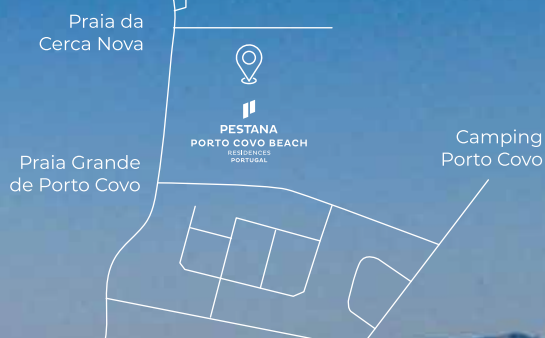 Praia da
Cerca Nova
PESTANA
PORTO COVO BEACH
RESIDENCES
PORTUGAL
Camping
Porto Covo
Praia Grande
de Porto Covo